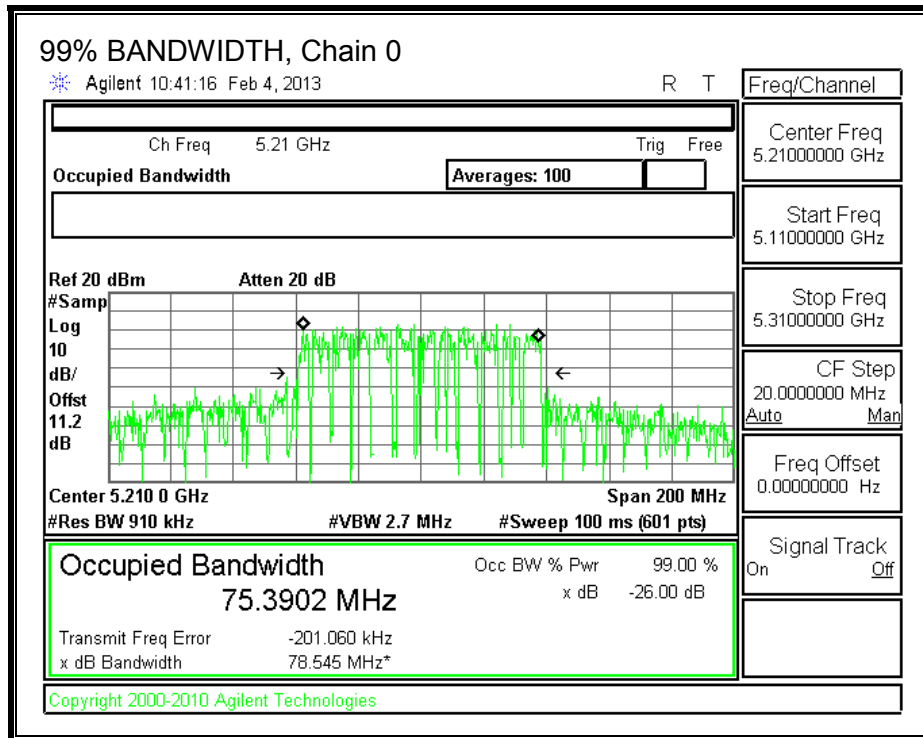 99% BANDWIDTH, Chain 0
Agilent 10:41:16 Feb 4, 2013 R T
Freq/Channel
Ch Freq 5.21 GHz Trig Free
Occupied Bandwidth Averages: 100
Center Freq
5.21000000 GHz
Start Freq
5.11000000 GHz
Stop Freq
5.31000000 GHz
CF Step
20.0000000 MHz
Auto Man
Freq Offset
0.00000000 Hz
Signal Track
On Off
Ref 20 dBm Atten 20 dB
#Samp
Log
10
dB/
Offst
11.2
dB
Center 5.210 0 GHz Span 200 MHz
#Res BW 910 kHz #VBW 2.7 MHz #Sweep 100 ms (601 pts)
Occupied Bandwidth Occ BW % Pwr 99.00 %
75.3902 MHz x dB -26.00 dB
Transmit Freq Error -201.060 kHz
x dB Bandwidth 78.545 MHz*
Copyright 2000-2010 Agilent Technologies